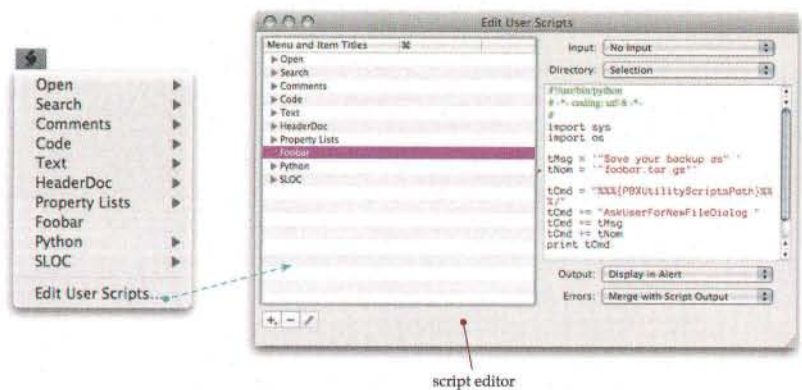 Open
Search
Comments
Code
Text
HeaderDoc
Property Lists
Foobar
Python
SLOC
Edit User Scripts...
Edit User Scripts
Menu and Item Titles ⌘
Open
Search
Comments
Code
Text
HeaderDoc
Property Lists
Foobar
Python
SLOC
Input: No Input
Directory: Selection
#!/usr/bin/python
# -*- coding: utf-8 -*-
#
import sys
import os
tMsg = '"Save your backup as" '
tNom = '"foobar.tar.gz"'
tCmd = "%%%{PBXUtilityScriptsPath}%%
%/"
tCmd += "AskUserForNewFileDialog "
tCmd += tMsg
tCmd += tNom
print tCmd
Output: Display in Alert
Errors: Merge with Script Output
script editor